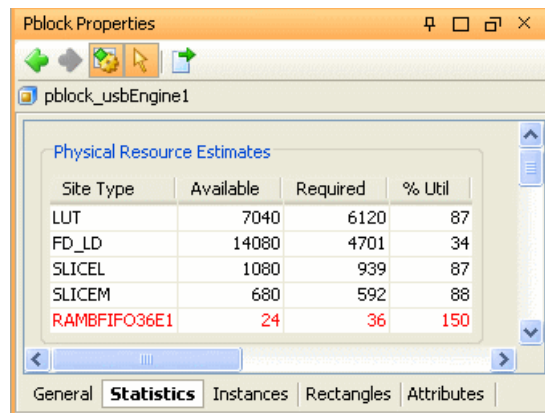 Pblock Properties
pblock_usbEngine1
Physical Resource Estimates
Site Type Available Required % Util
LUT 7040 6120 87
FD_LD 14080 4701 34
SLICEL 1080 939 87
SLICEM 680 592 88
RAMBFIFO36E1 24 36 150
General Statistics Instances Rectangles Attributes